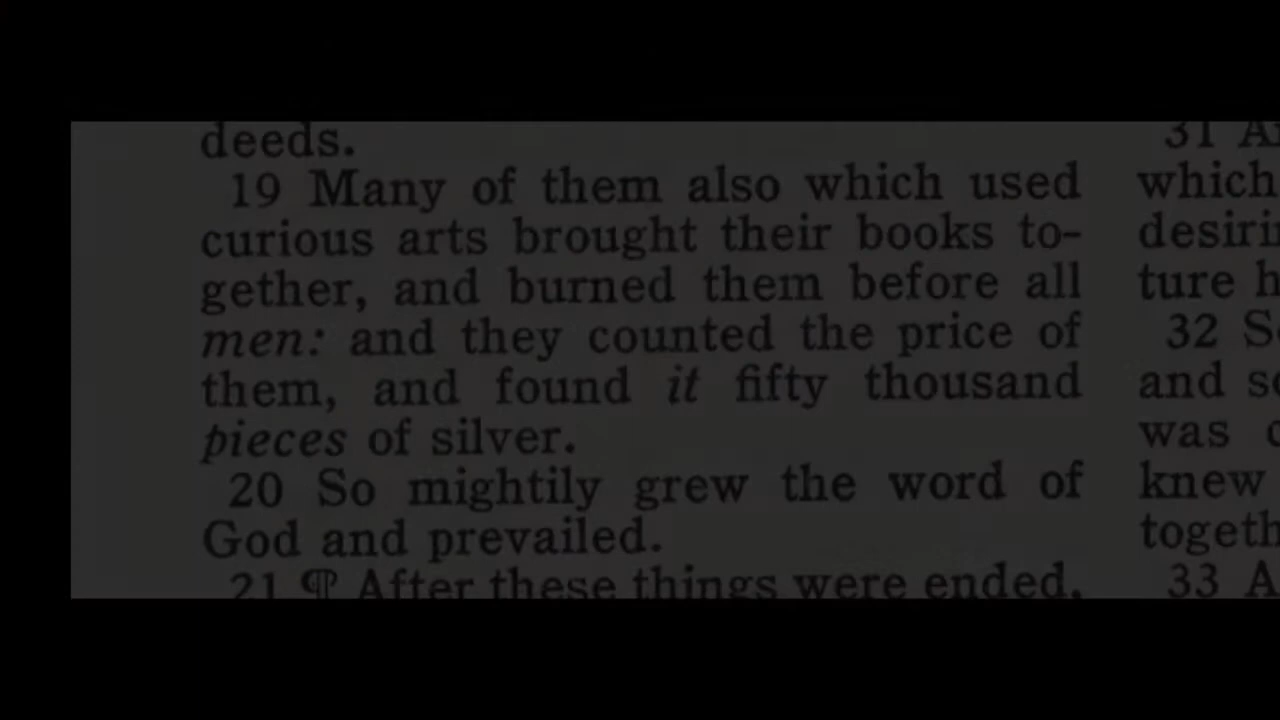 deeds.
19 Many of them also which used
curious arts brought their books to-
gether, and burned them before all
men: and they counted the price of
them, and found it fifty thousand
pieces of silver.
20 So mightily grew the word of
God and prevailed.
21 ¶ After these things were ended,
31
which
desiri
ture h
32 S
and s
was
knew
togeth
33 A